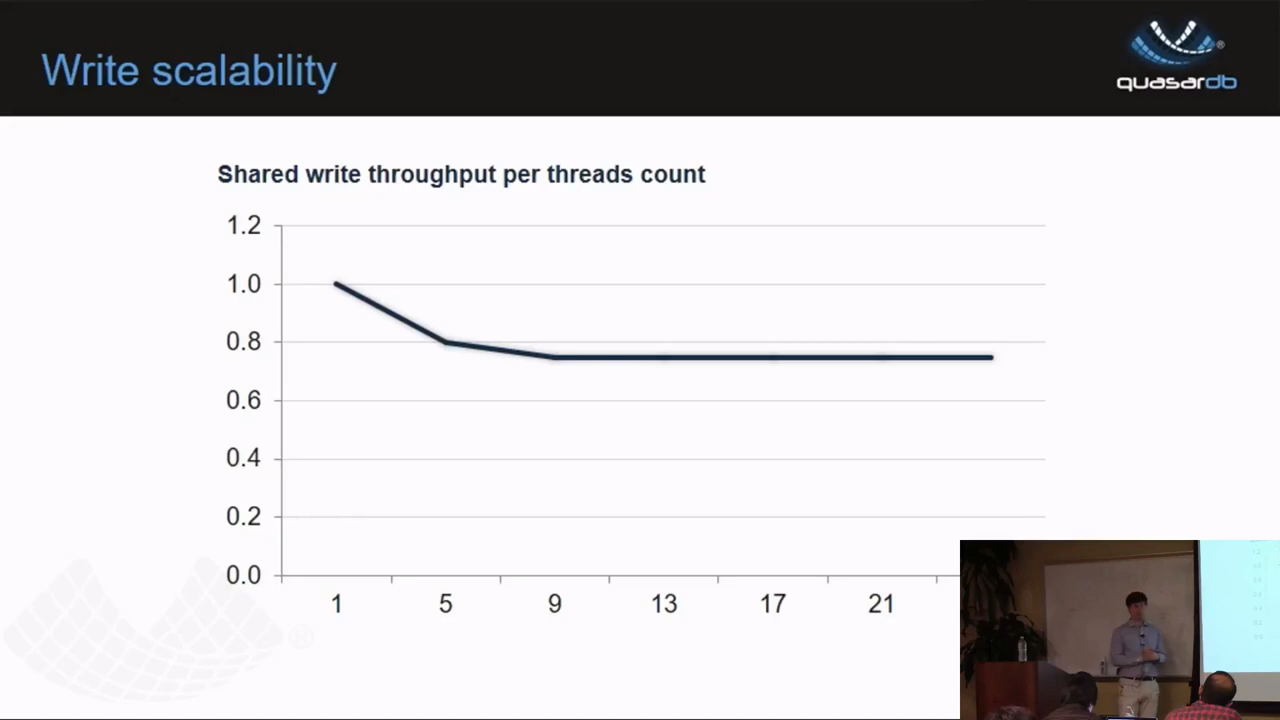 Write scalability
quasardb
Shared write throughput per threads count
1.2
1.0
0.8
0.6
0.4
0.2
0.0
1 5 9 13 17 21